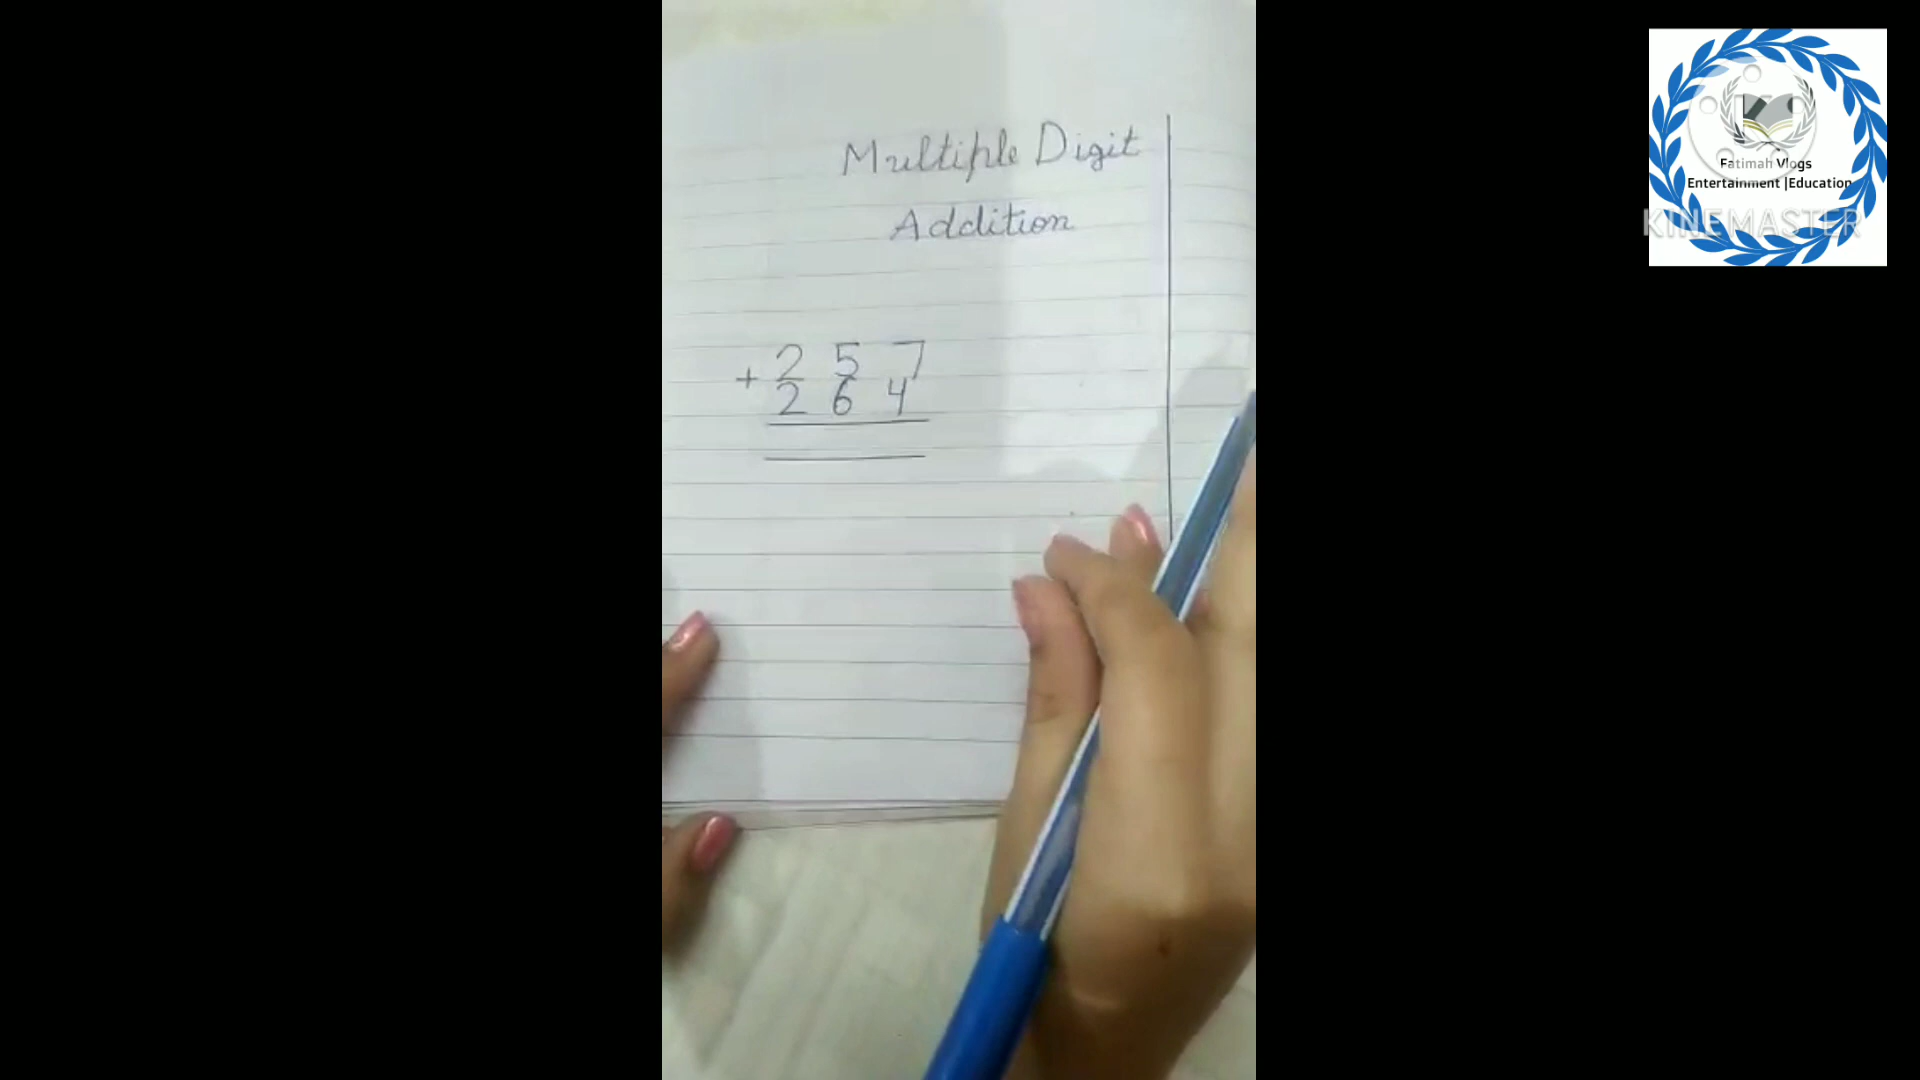 Multiple Digit
Addition
2 5 7
+ 2 6 4
Fatimah Vlogs
Entertainment |Education
KINEMASTER